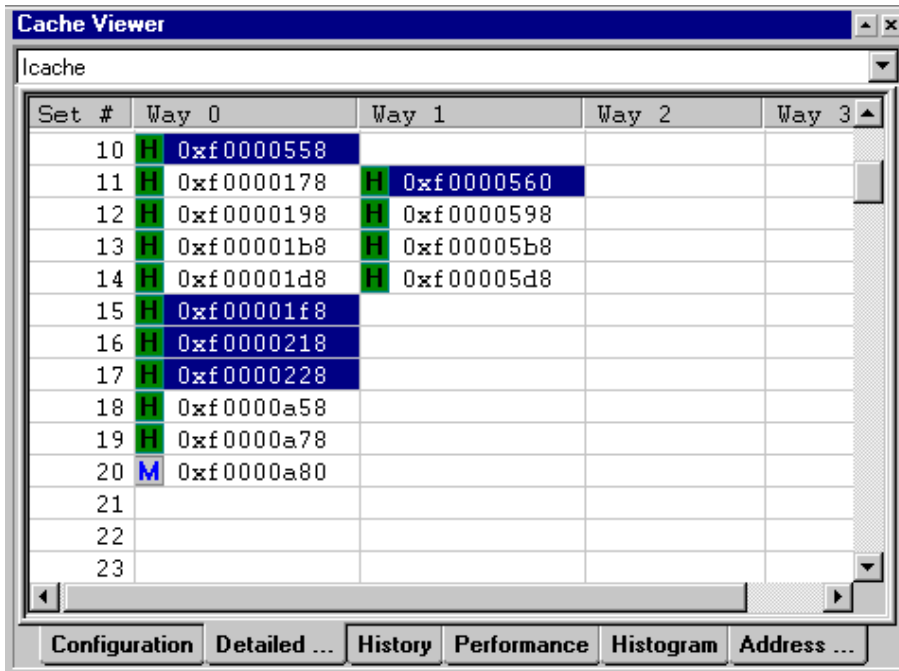 Cache Viewer
Icache
Set # Way 0 Way 1 Way 2 Way 3
10 H 0xf0000558
11 H 0xf0000178 H 0xf0000560
12 H 0xf0000198 H 0xf0000598
13 H 0xf00001b8 H 0xf00005b8
14 H 0xf00001d8 H 0xf00005d8
15 H 0xf00001f8
16 H 0xf0000218
17 H 0xf0000228
18 H 0xf0000a58
19 H 0xf0000a78
20 M 0xf0000a80
21
22
23
Configuration Detailed ... History Performance Histogram Address ...